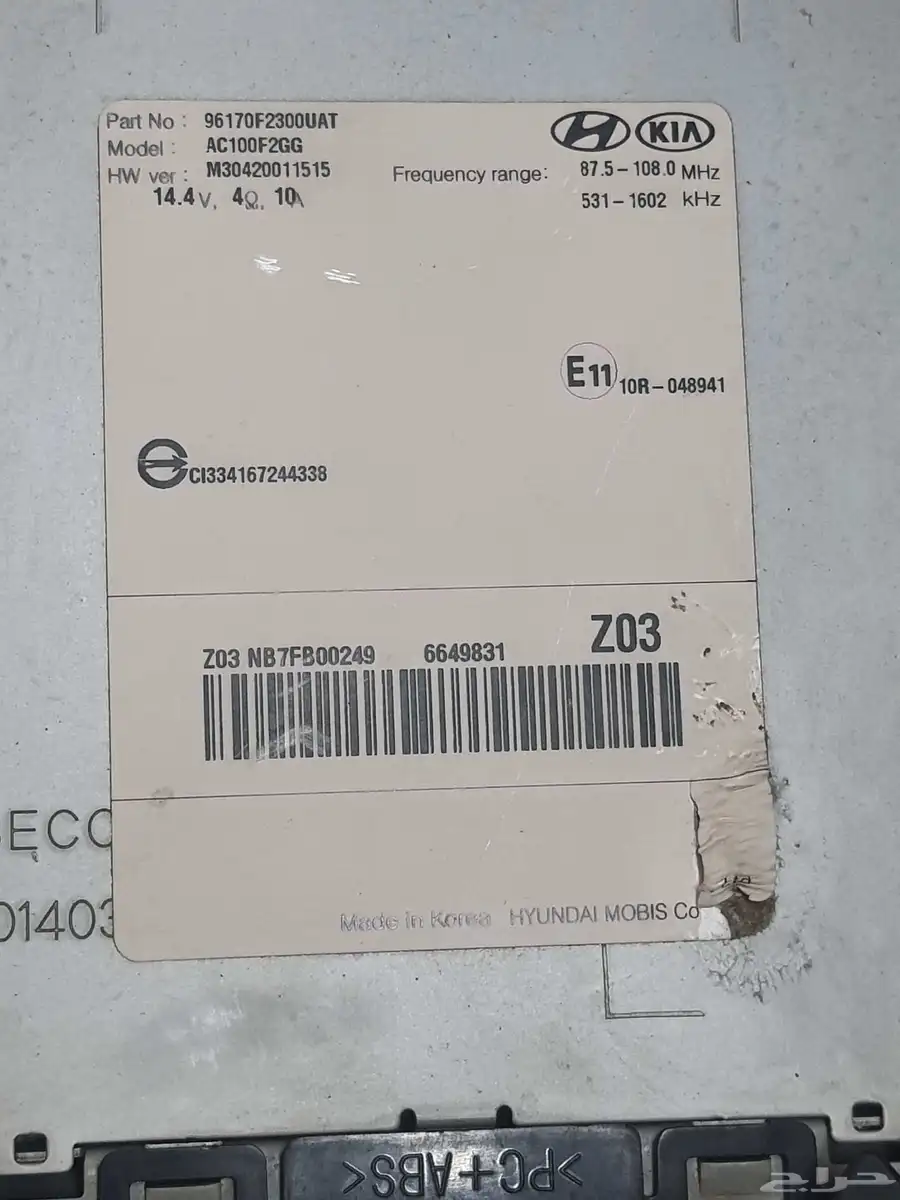 Part No : 96170F2300UAT
Model : AC100F2GG
HW ver : M30420011515
14.4V, 4Ω, 10A
KIA
Frequency range: 87.5-108.0 MHz
531-1602 kHz
E11 10R-048941
CI334167244338
Z03
Z03 NB7FB00249 6649831
Made in Korea HYUNDAI MOBIS Co
ECC
01403
>PC+ABS<
حراج